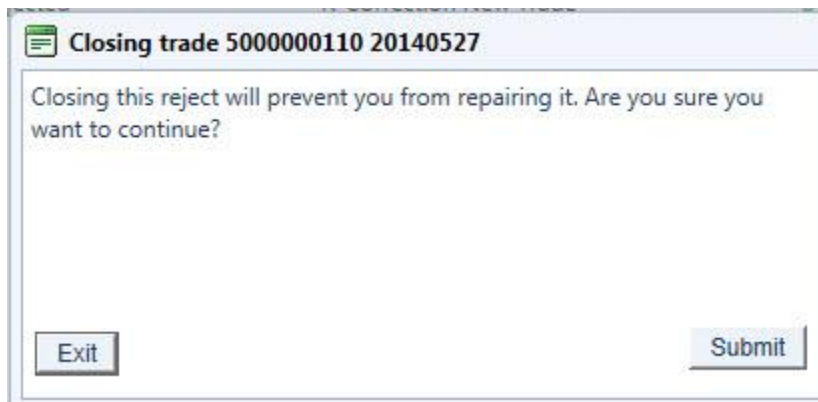 Closing trade 5000000110 20140527
Closing this reject will prevent you from repairing it. Are you sure you
want to continue?
Exit
Submit